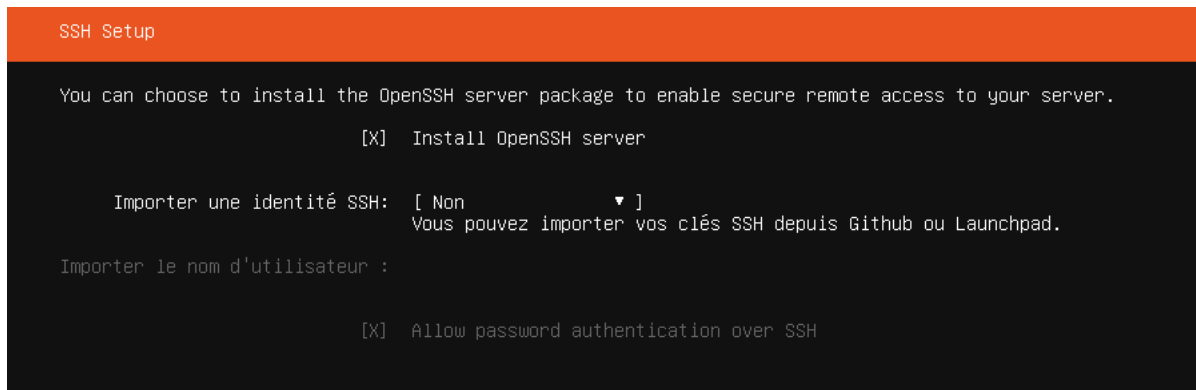 SSH Setup
You can choose to install the OpenSSH server package to enable secure remote access to your server.
[X] Install OpenSSH server
Importer une identité SSH: [ Non ▾ ]
Vous pouvez importer vos clés SSH depuis Github ou Launchpad.
Importer le nom d'utilisateur :
[X] Allow password authentication over SSH